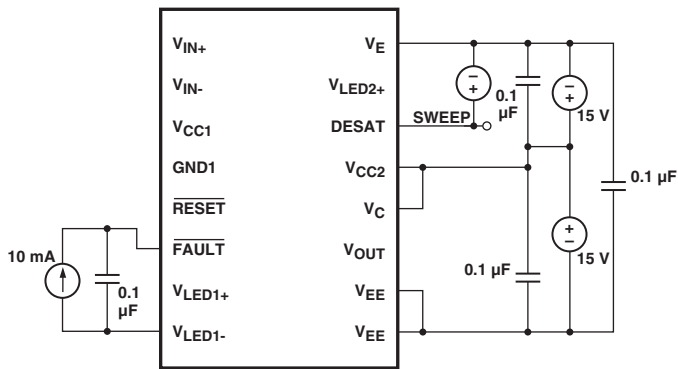 V_IN+
V_IN-
V_CC1
GND1
RESET
FAULT
V_LED1+
V_LED1-
V_E
V_LED2+
DESAT
V_CC2
V_C
V_OUT
V_EE
V_EE
10 mA
0.1
µF
SWEEP
0.1
µF
15 V
0.1 µF
0.1 µF
15 V